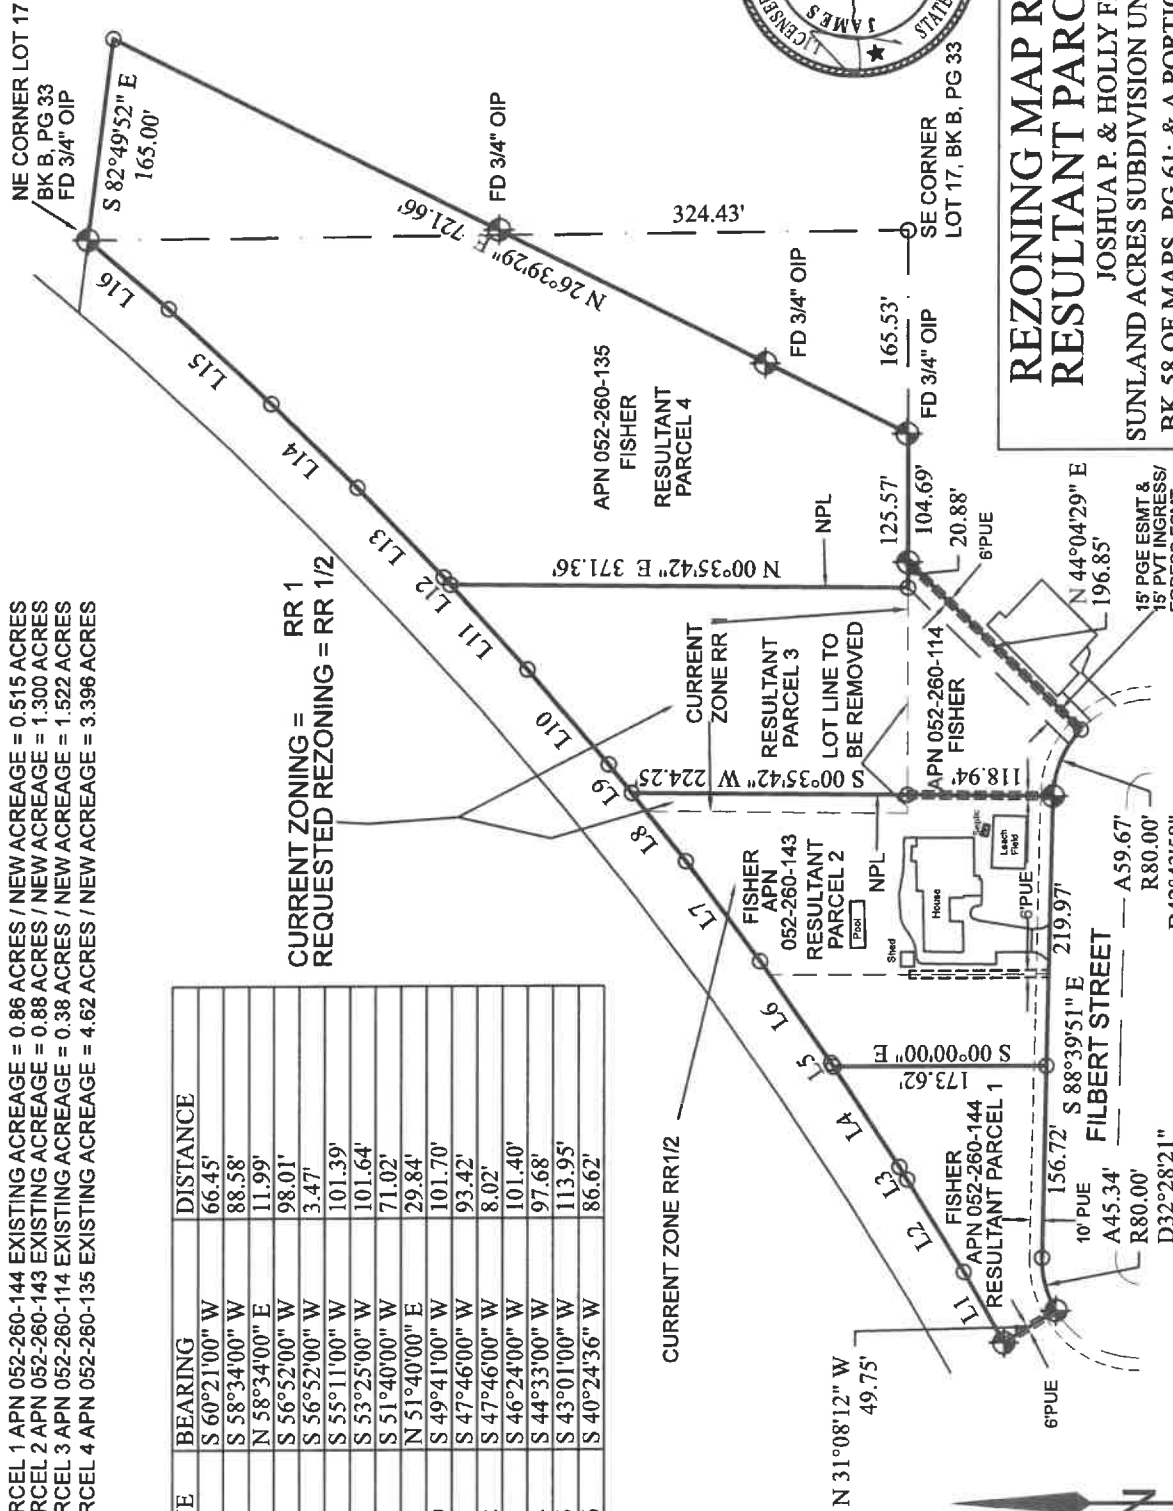 RCEL 1 APN 052-260-144 EXISTING ACREAGE = 0.86 ACRES / NEW ACREAGE = 0.515 ACRES
RCEL 2 APN 052-260-143 EXISTING ACREAGE = 0.88 ACRES / NEW ACREAGE = 1.300 ACRES
RCEL 3 APN 052-260-114 EXISTING ACREAGE = 0.38 ACRES / NEW ACREAGE = 1.522 ACRES
RCEL 4 APN 052-260-135 EXISTING ACREAGE = 4.62 ACRES / NEW ACREAGE = 3.396 ACRES
E BEARING DISTANCE
S 60°21'00" W 66.45'
S 58°34'00" W 88.58'
N 58°34'00" E 11.99'
S 56°52'00" W 98.01'
S 56°52'00" W 3.47'
S 55°11'00" W 101.39'
S 53°25'00" W 101.64'
S 51°40'00" W 71.02'
N 51°40'00" E 29.84'
S 49°41'00" W 101.70'
S 47°46'00" W 93.42'
S 47°46'00" W 8.02'
S 46°24'00" W 101.40'
S 44°33'00" W 97.68'
S 43°01'00" W 113.95'
S 40°24'36" W 86.62'
CURRENT ZONING = RR 1
REQUESTED REZONING = RR 1/2
CURRENT ZONE RR1/2
NE CORNER LOT 17
BK B, PG 33
FD 3/4" OIP
S 82°49'52" E
165.00'
L16
L15
L14
L13
L12
L11
L10
L9
L8
L7
L6
L5
L4
L3
L2
L1
N 26°39'29" E 721.66'
FD 3/4" OIP
324.43'
FD 3/4" OIP
SE CORNER
LOT 17, BK B, PG 33
165.53'
FD 3/4" OIP
APN 052-260-135
FISHER
RESULTANT
PARCEL 4
N 00°35'42" E 371.36'
NPL
125.57'
104.69'
20.88'
6'PUE
CURRENT
ZONE RR
RESULTANT
PARCEL 3
LOT LINE TO
BE REMOVED
S 00°35'42" W 224.25'
APN 052-260-114
FISHER
118.94'
N 44°04'29" E
196.85'
15' PGE ESMT &
15' PVT INGRESS/
FISHER
APN
052-260-143
RESULTANT
PARCEL 2
NPL
Pool
Shed
House
Septic
Leach
Field
6'PUE
219.97'
A59.67'
R80.00'
S 88°39'51" E
FILBERT STREET
S 00°00'00" E
173.62'
FISHER
APN 052-260-144
RESULTANT PARCEL 1
156.72'
10' PUE
A45.34'
R80.00'
D32°28'21"
N 31°08'12" W
49.75'
6'PUE
N
LICENSE
JAMES
STATE
REZONING MAP R
RESULTANT PARC
JOSHUA P. & HOLLY F
SUNLAND ACRES SUBDIVISION UN
BK. 58 OF MAPS, PG 61; & A PORTIO